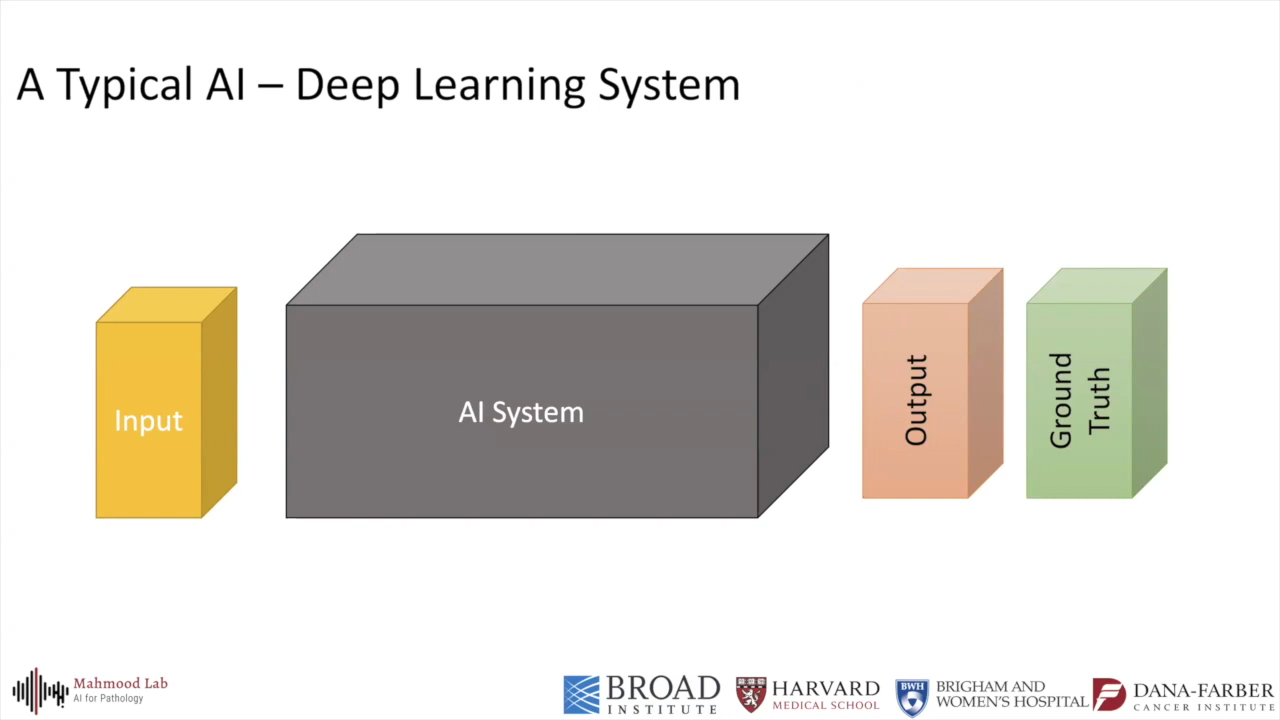 A Typical AI – Deep Learning System
Input
AI System
Output
Ground
Truth
Mahmood Lab
AI for Pathology
BROAD
INSTITUTE
HARVARD
MEDICAL SCHOOL
BWH
BRIGHAM AND
WOMEN'S HOSPITAL
DANA-FARBER
CANCER INSTITUTE